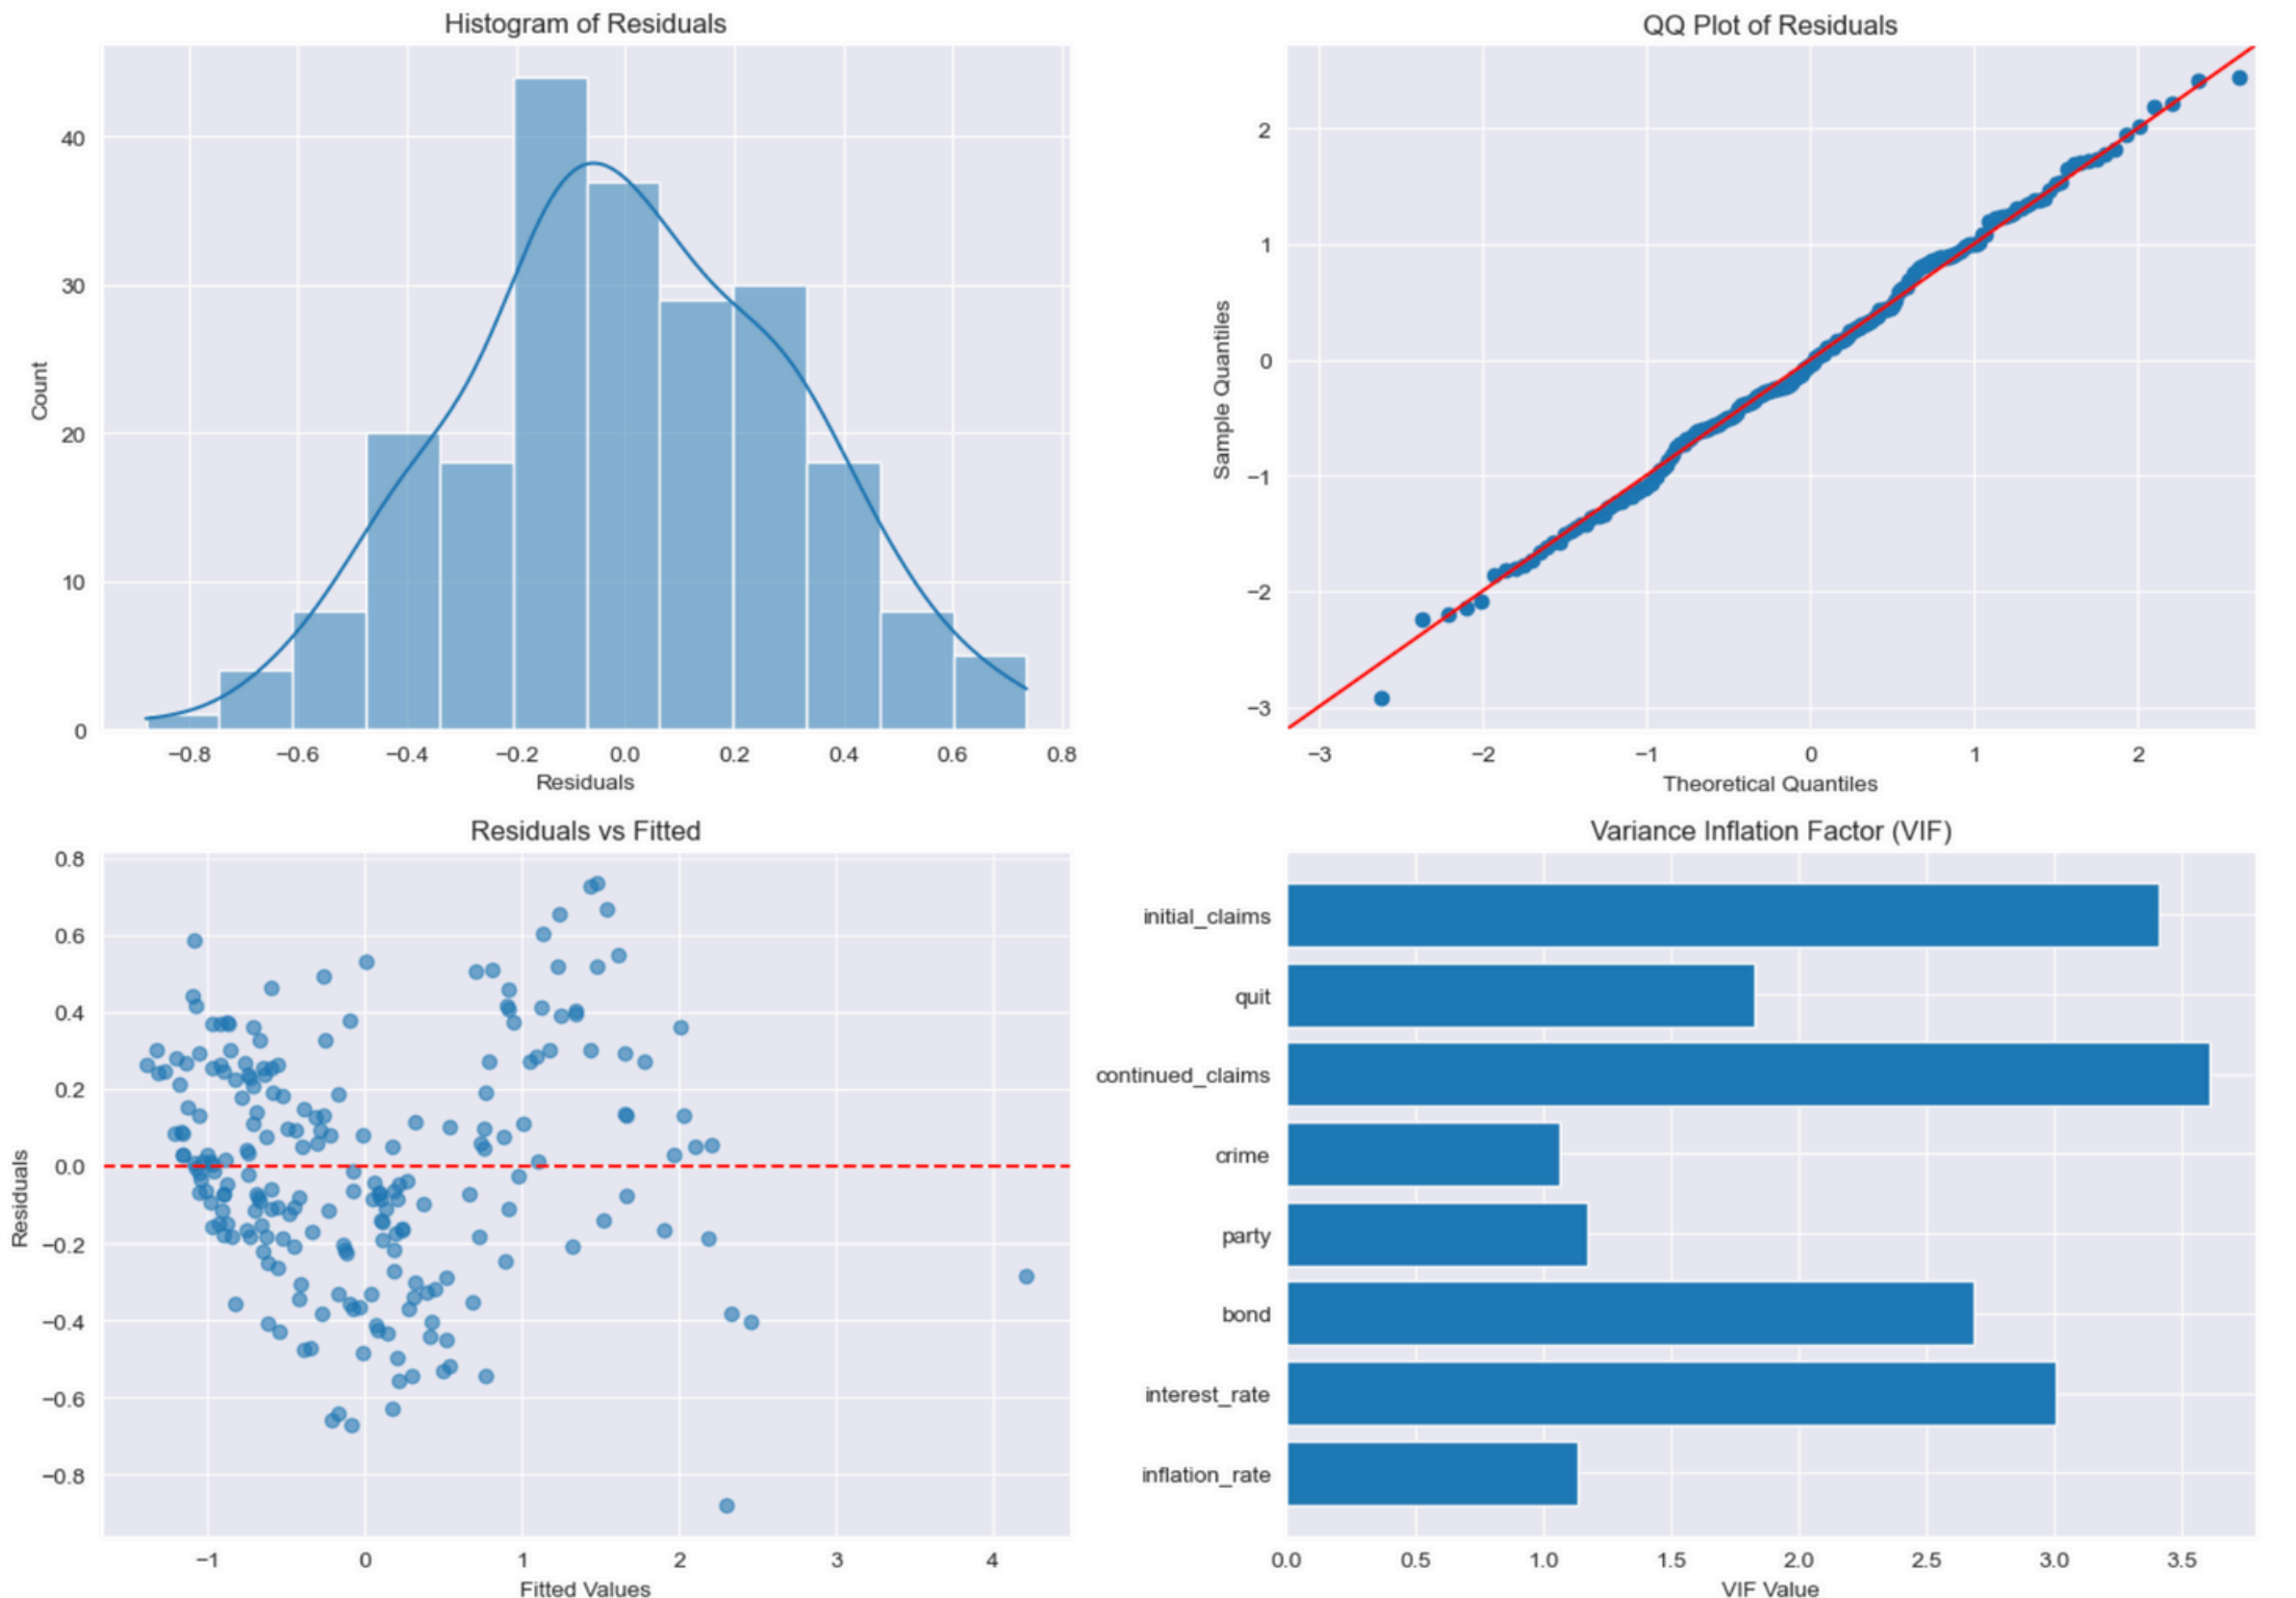 Histogram of Residuals
40
30
20
10
0
Count
−0.8 −0.6 −0.4 −0.2 0.0 0.2 0.4 0.6 0.8
Residuals
QQ Plot of Residuals
2
1
0
−1
−2
−3
Sample Quantiles
−3 −2 −1 0 1 2
Theoretical Quantiles
Residuals vs Fitted
0.8
0.6
0.4
0.2
0.0
−0.2
−0.4
−0.6
−0.8
Residuals
−1 0 1 2 3 4
Fitted Values
Variance Inflation Factor (VIF)
initial_claims
quit
continued_claims
crime
party
bond
interest_rate
inflation_rate
0.0 0.5 1.0 1.5 2.0 2.5 3.0 3.5
VIF Value